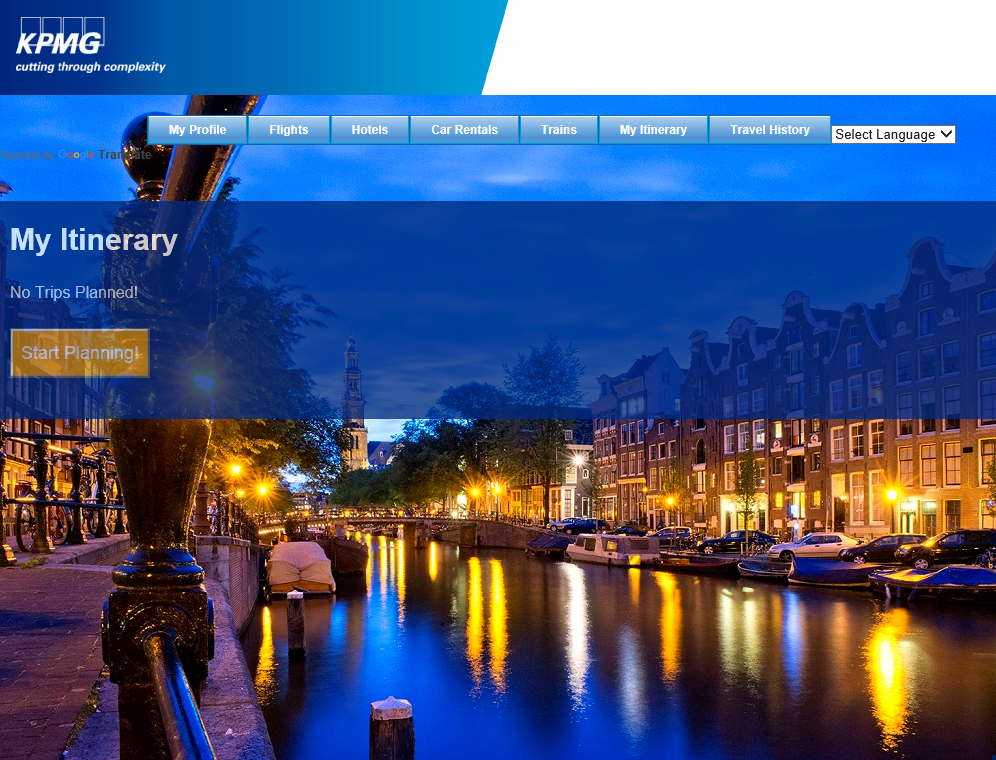 KPMG
cutting through complexity
My Profile Flights Hotels Car Rentals Trains My Itinerary Travel History Select Language
Powered by Google Translate
My Itinerary
No Trips Planned!
Start Planning!